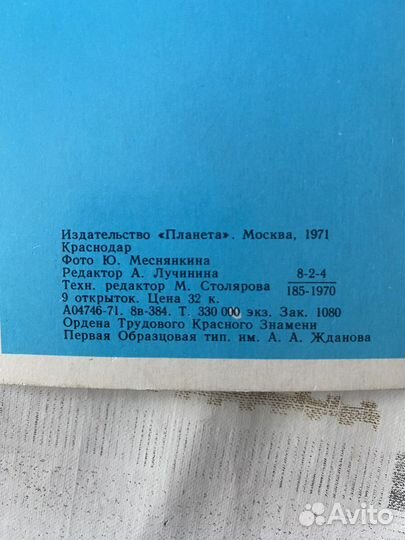 Издательство «Планета». Москва, 1971
Краснодар
Фото Ю. Меснянкина
Редактор А. Лучинина 8-2-4
Техн. редактор М. Столярова 185-1970
9 открыток. Цена 32 к.
А04746-71. 8в-384. Т. 330 000 экз. Зак. 1080
Ордена Трудового Красного Знамени
Первая Образцовая тип. им. А. А. Жданова
Avito